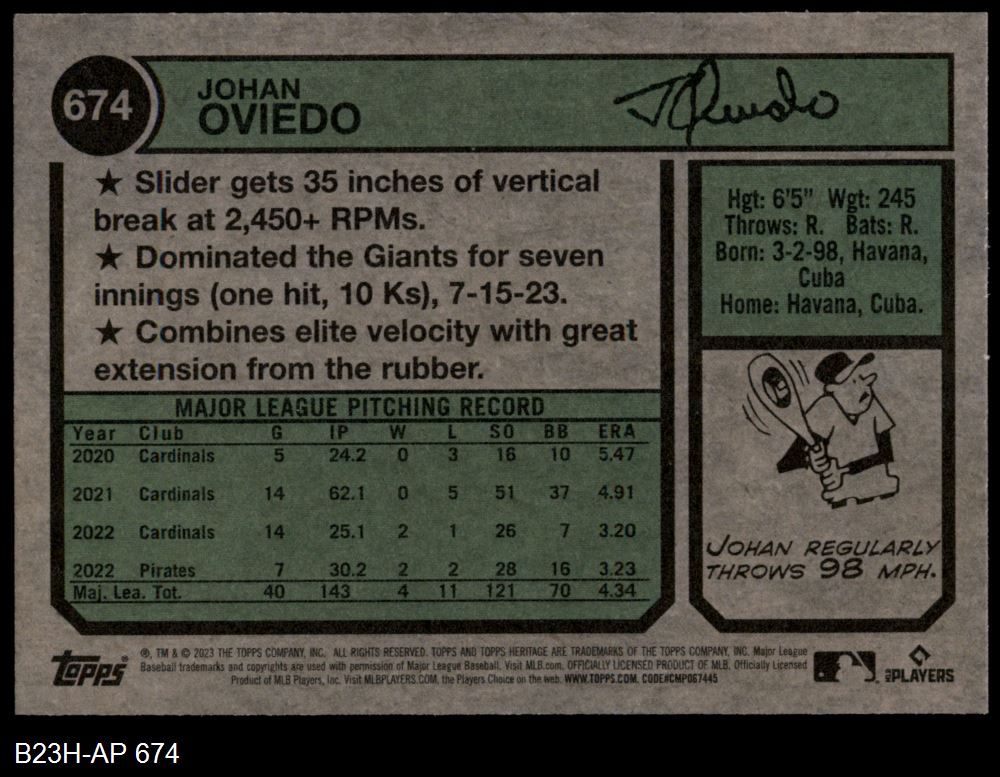 674
JOHAN
OVIEDO
J Oviedo
★ Slider gets 35 inches of vertical
break at 2,450+ RPMs.
★ Dominated the Giants for seven
innings (one hit, 10 Ks), 7-15-23.
★ Combines elite velocity with great
extension from the rubber.
Hgt: 6'5" Wgt: 245
Throws: R. Bats: R.
Born: 3-2-98, Havana,
Cuba
Home: Havana, Cuba.
MAJOR LEAGUE PITCHING RECORD
Year Club G IP W L SO BB ERA
2020 Cardinals 5 24.2 0 3 16 10 5.47
2021 Cardinals 14 62.1 0 5 51 37 4.91
2022 Cardinals 14 25.1 2 1 26 7 3.20
2022 Pirates 7 30.2 2 2 28 16 3.23
Maj. Lea. Tot. 40 143 4 11 121 70 4.34
JOHAN REGULARLY
THROWS 98 MPH.
TOPPS®
®, TM & © 2023 THE TOPPS COMPANY, INC. ALL RIGHTS RESERVED. TOPPS AND TOPPS HERITAGE ARE TRADEMARKS OF THE TOPPS COMPANY, INC. Major League
Baseball trademarks and copyrights are used with permission of Major League Baseball. Visit MLB.com. OFFICIALLY LICENSED PRODUCT OF MLB. Officially Licensed
Product of MLB Players, Inc. Visit MLBPLAYERS.COM, the Players Choice on the web. WWW.TOPPS.COM. CODE#CMP067445
MLB PLAYERS
B23H-AP 674